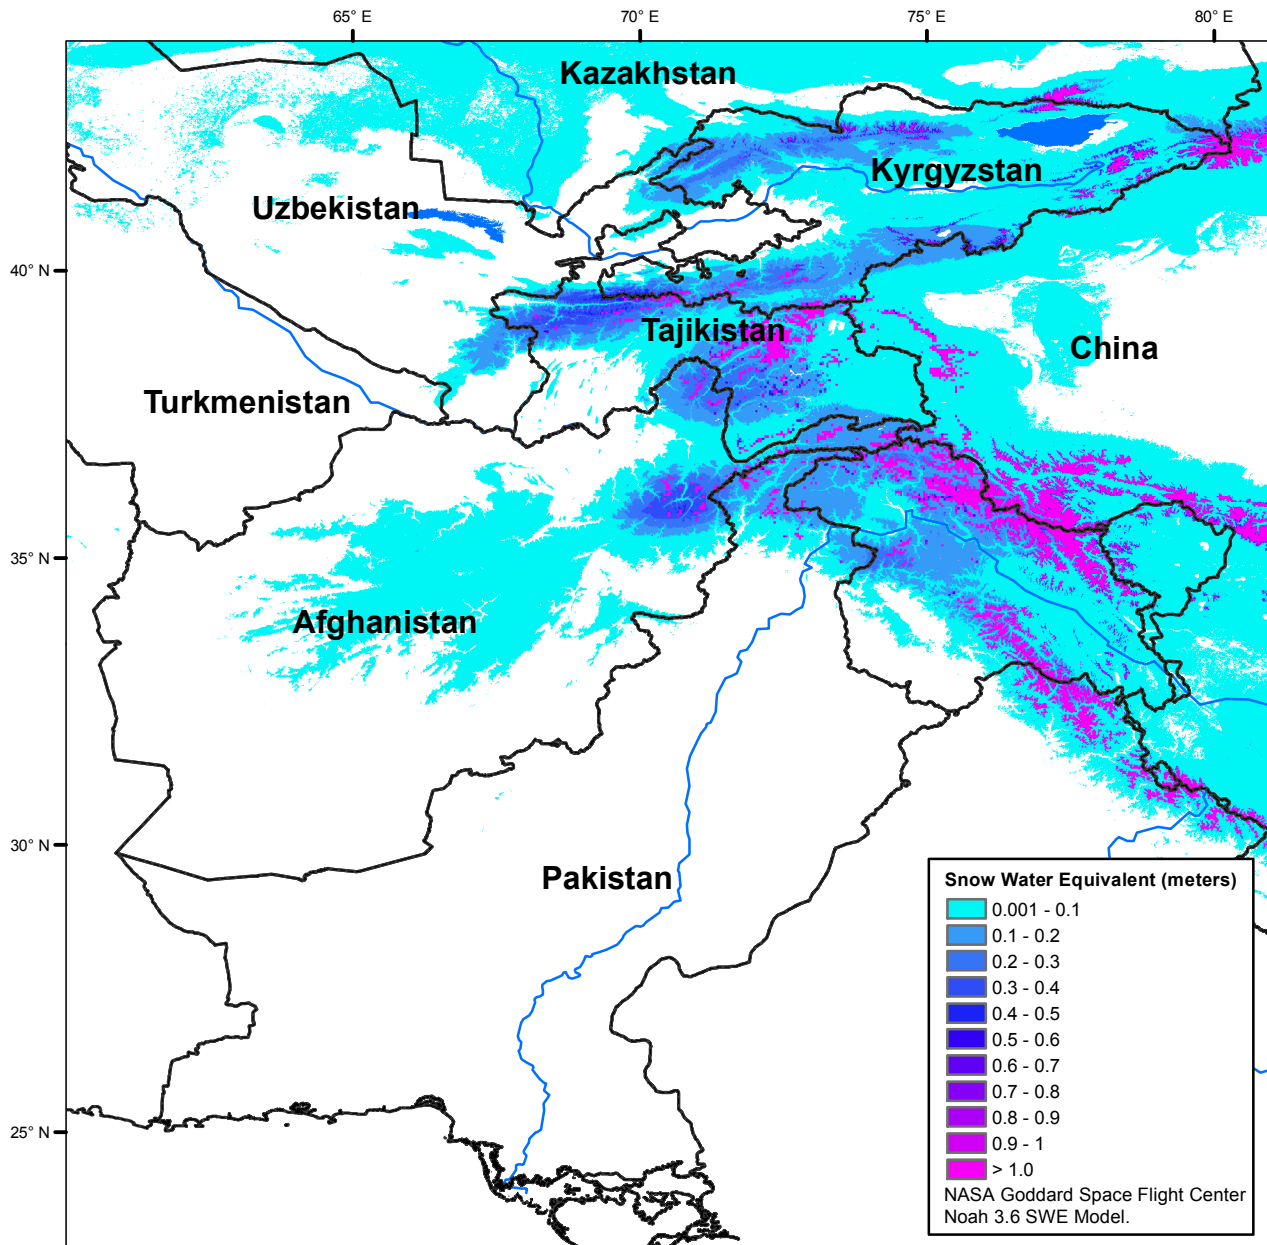 65° E
70° E
75° E
80° E
Kazakhstan
Kyrgyzstan
Uzbekistan
40° N
Tajikistan
China
Turkmenistan
35° N
Afghanistan
30° N
Pakistan
25° N
Snow Water Equivalent (meters)
0.001 - 0.1
0.1 - 0.2
0.2 - 0.3
0.3 - 0.4
0.4 - 0.5
0.5 - 0.6
0.6 - 0.7
0.7 - 0.8
0.8 - 0.9
0.9 - 1
> 1.0
NASA Goddard Space Flight Center
Noah 3.6 SWE Model.